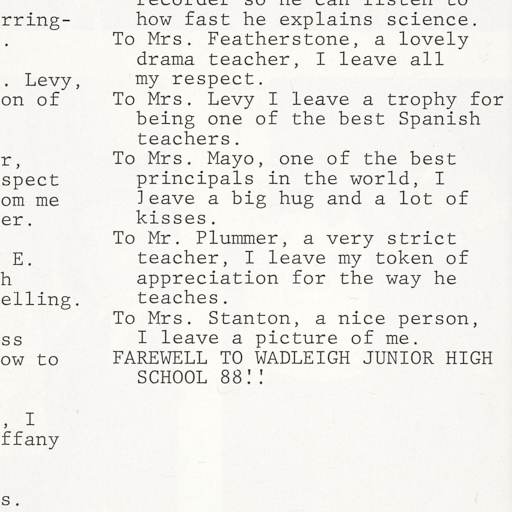 rring-
.
. Levy,
on of
r,
spect
om me
er.
E.
h
elling.
ss
ow to
, I
ffany
s.
recorder so he can listen to
how fast he explains science.
To Mrs. Featherstone, a lovely
drama teacher, I leave all
my respect.
To Mrs. Levy I leave a trophy for
being one of the best Spanish
teachers.
To Mrs. Mayo, one of the best
principals in the world, I
leave a big hug and a lot of
kisses.
To Mr. Plummer, a very strict
teacher, I leave my token of
appreciation for the way he
teaches.
To Mrs. Stanton, a nice person,
I leave a picture of me.
FAREWELL TO WADLEIGH JUNIOR HIGH
SCHOOL 88!!